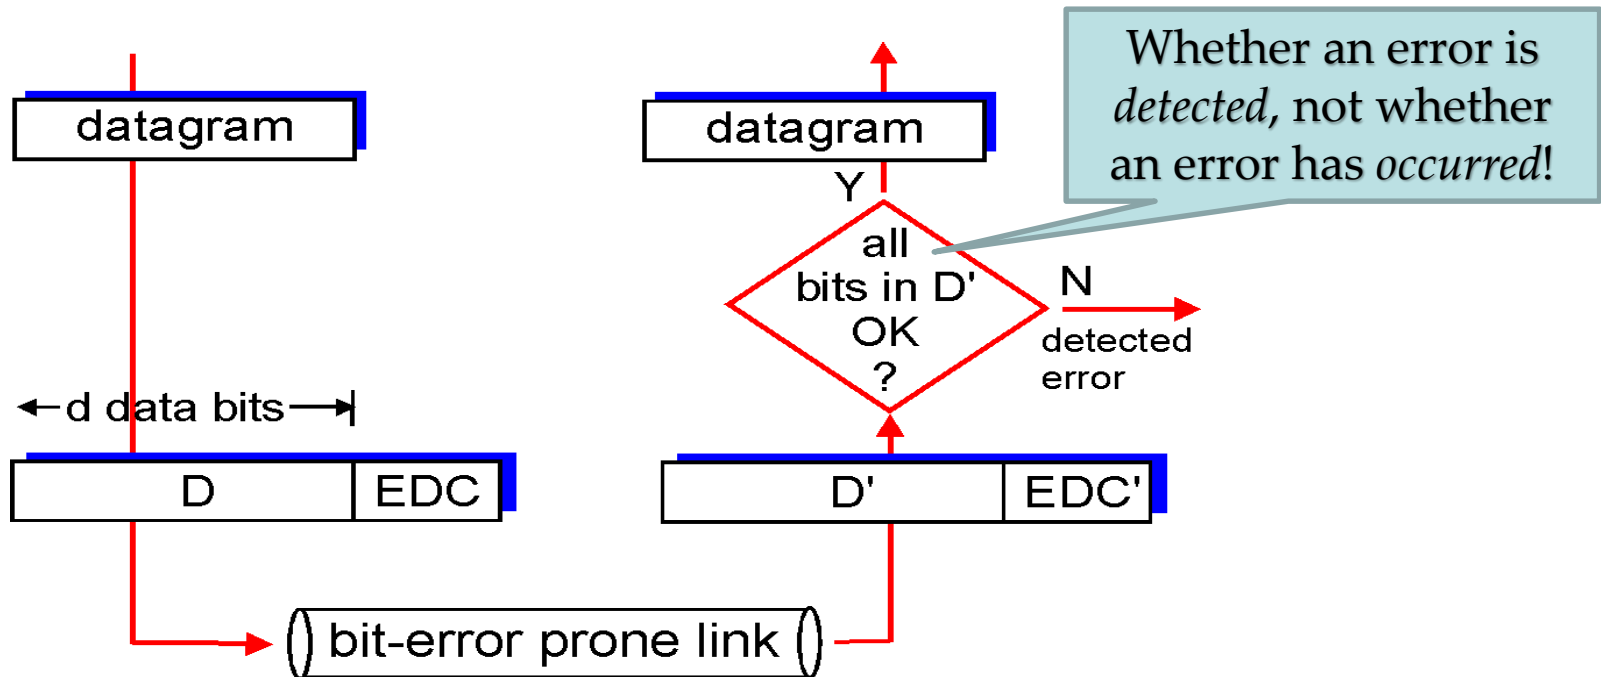 Whether an error is
detected, not whether
an error has occurred!
datagram
datagram
Y
all
bits in D'
OK
?
N
detected
error
d data bits
D
EDC
D'
EDC'
bit-error prone link